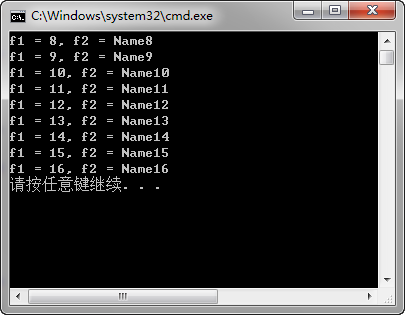 C:\Windows\system32\cmd.exe
f1 = 8, f2 = Name8
f1 = 9, f2 = Name9
f1 = 10, f2 = Name10
f1 = 11, f2 = Name11
f1 = 12, f2 = Name12
f1 = 13, f2 = Name13
f1 = 14, f2 = Name14
f1 = 15, f2 = Name15
f1 = 16, f2 = Name16
请按任意键继续. . .